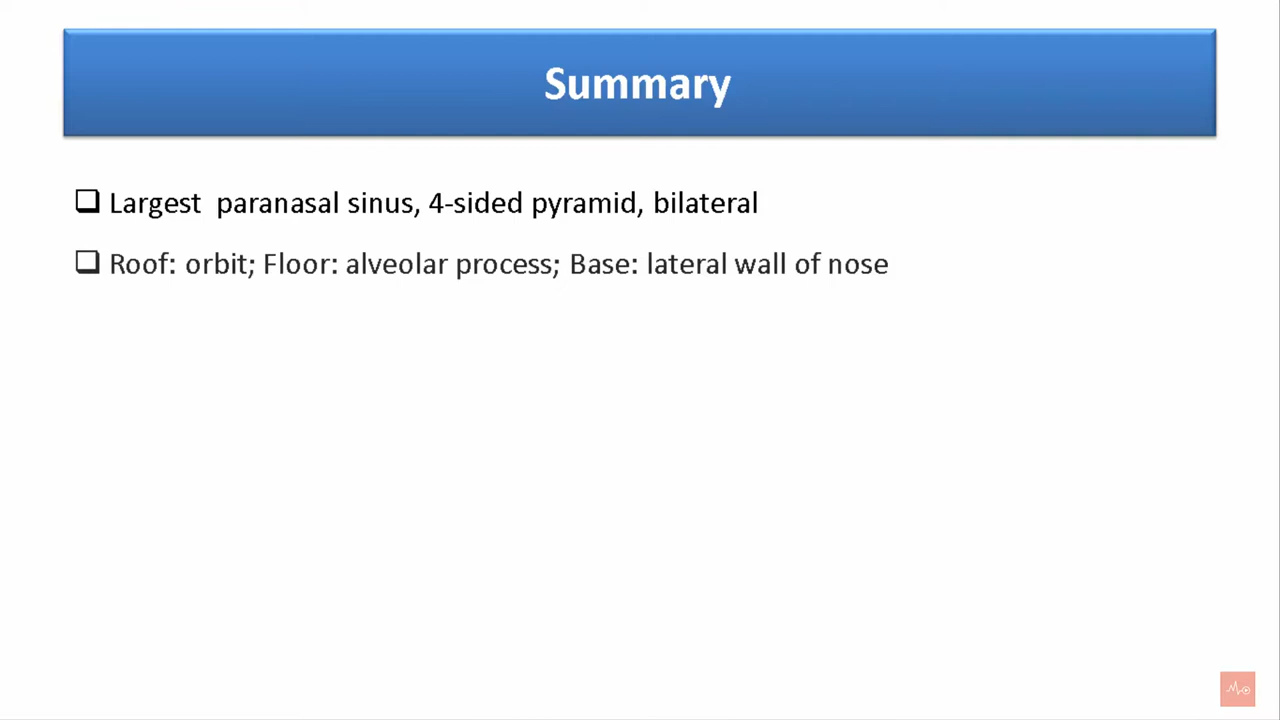 Summary
❑ Largest paranasal sinus, 4-sided pyramid, bilateral
❑ Roof: orbit; Floor: alveolar process; Base: lateral wall of nose